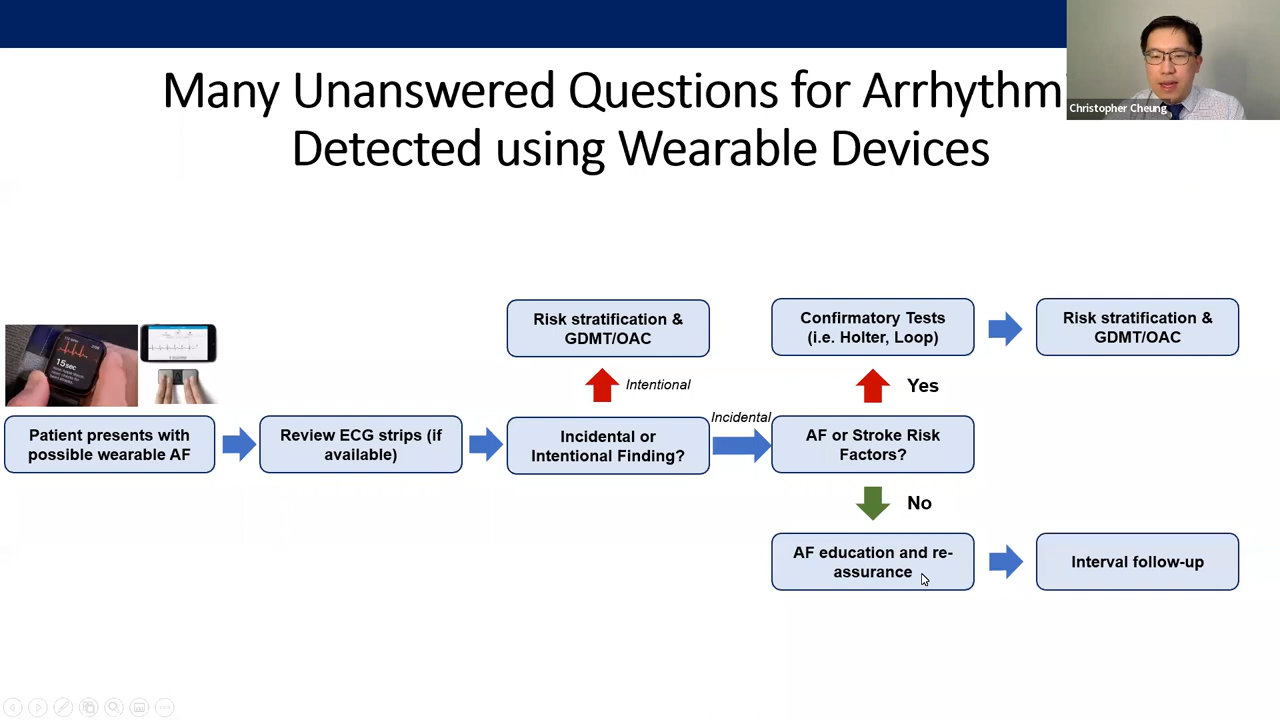 Many Unanswered Questions for Arrhythm
Detected using Wearable Devices
Christopher Cheung
Risk stratification &
GDMT/OAC
Confirmatory Tests
(i.e. Holter, Loop)
Risk stratification &
GDMT/OAC
Intentional
Yes
15sec
Incidental
Patient presents with
possible wearable AF
Review ECG strips (if
available)
Incidental or
Intentional Finding?
AF or Stroke Risk
Factors?
No
AF education and re-
assurance
Interval follow-up